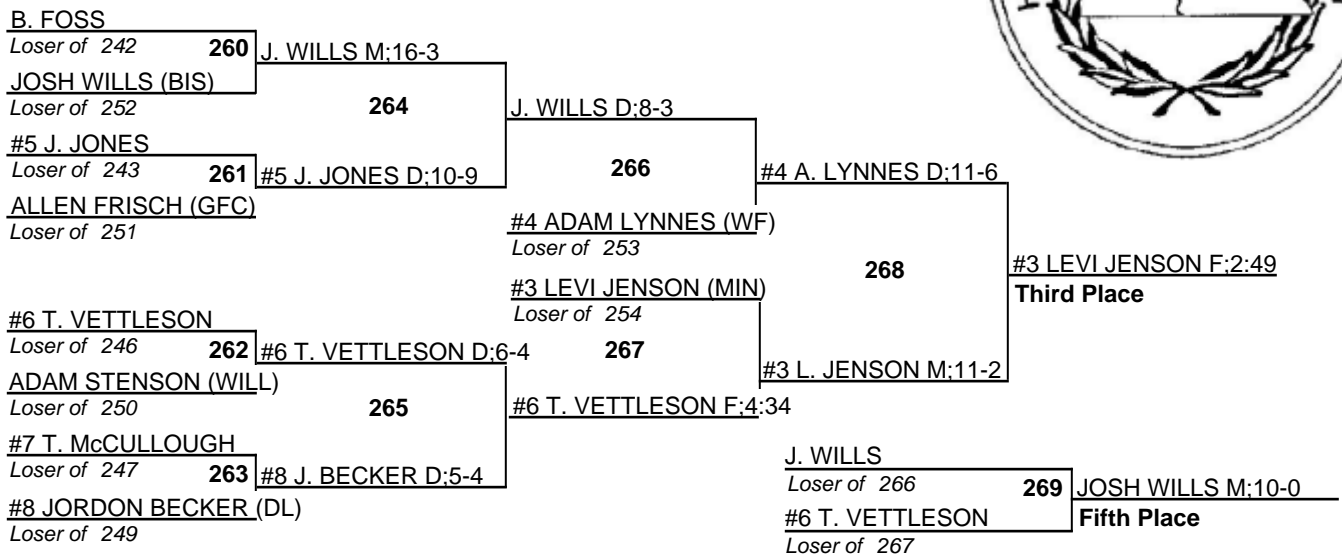 B. FOSS
Loser of 242
260
J. WILLS M;16-3
JOSH WILLS (BIS)
Loser of 252
264
J. WILLS D;8-3
#5 J. JONES
Loser of 243
261
#5 J. JONES D;10-9
266
#4 A. LYNNES D;11-6
ALLEN FRISCH (GFC)
Loser of 251
#4 ADAM LYNNES (WF)
Loser of 253
268
#3 LEVI JENSON F;2:49
Third Place
#3 LEVI JENSON (MIN)
Loser of 254
#6 T. VETTLESON
Loser of 246
262
#6 T. VETTLESON D;6-4
267
#3 L. JENSON M;11-2
ADAM STENSON (WILL)
Loser of 250
265
#6 T. VETTLESON F;4:34
#7 T. McCULLOUGH
Loser of 247
263
#8 J. BECKER D;5-4
#8 JORDON BECKER (DL)
Loser of 249
J. WILLS
Loser of 266
269
JOSH WILLS M;10-0
Fifth Place
#6 T. VETTLESON
Loser of 267